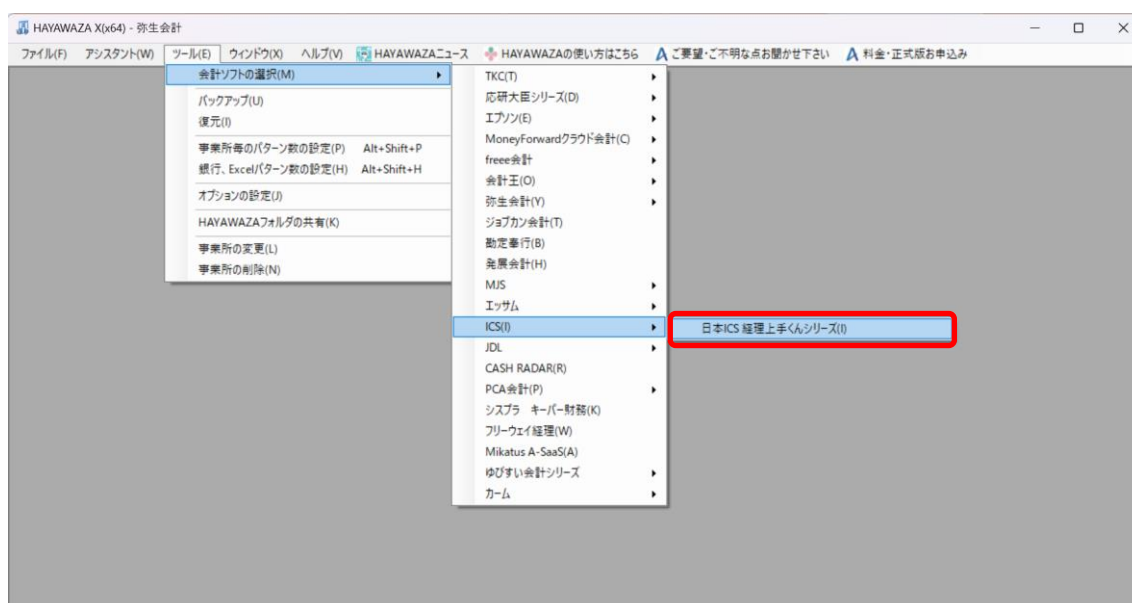 HAYAWAZA X(x64) - 弥生会計
ファイル(F) アシスタント(W) ツール(E) ウィンドウ(X) ヘルプ(V) HAYAWAZAニュース HAYAWAZAの使い方はこちら ご要望・ご不明な点お聞かせ下さい 料金・正式版お申込み
会計ソフトの選択(M)
バックアップ(U)
復元(I)
事業所毎のパターン数の設定(P) Alt+Shift+P
銀行、Excelパターン数の設定(H) Alt+Shift+H
オプションの設定(J)
HAYAWAZAフォルダの共有(K)
事業所の変更(L)
事業所の削除(N)
TKC(T)
応研大臣シリーズ(D)
エプソン(E)
MoneyForwardクラウド会計(C)
freee会計
会計王(O)
弥生会計(Y)
ジョブカン会計(T)
勘定奉行(B)
発展会計(H)
MJS
エッサム
ICS(I)
JDL
CASH RADAR(R)
PCA会計(P)
シスプラ キーパー財務(K)
フリーウェイ経理(W)
Mikatus A-SaaS(A)
ゆびすい会計シリーズ
カーム
日本ICS 経理上手くんシリーズ(I)